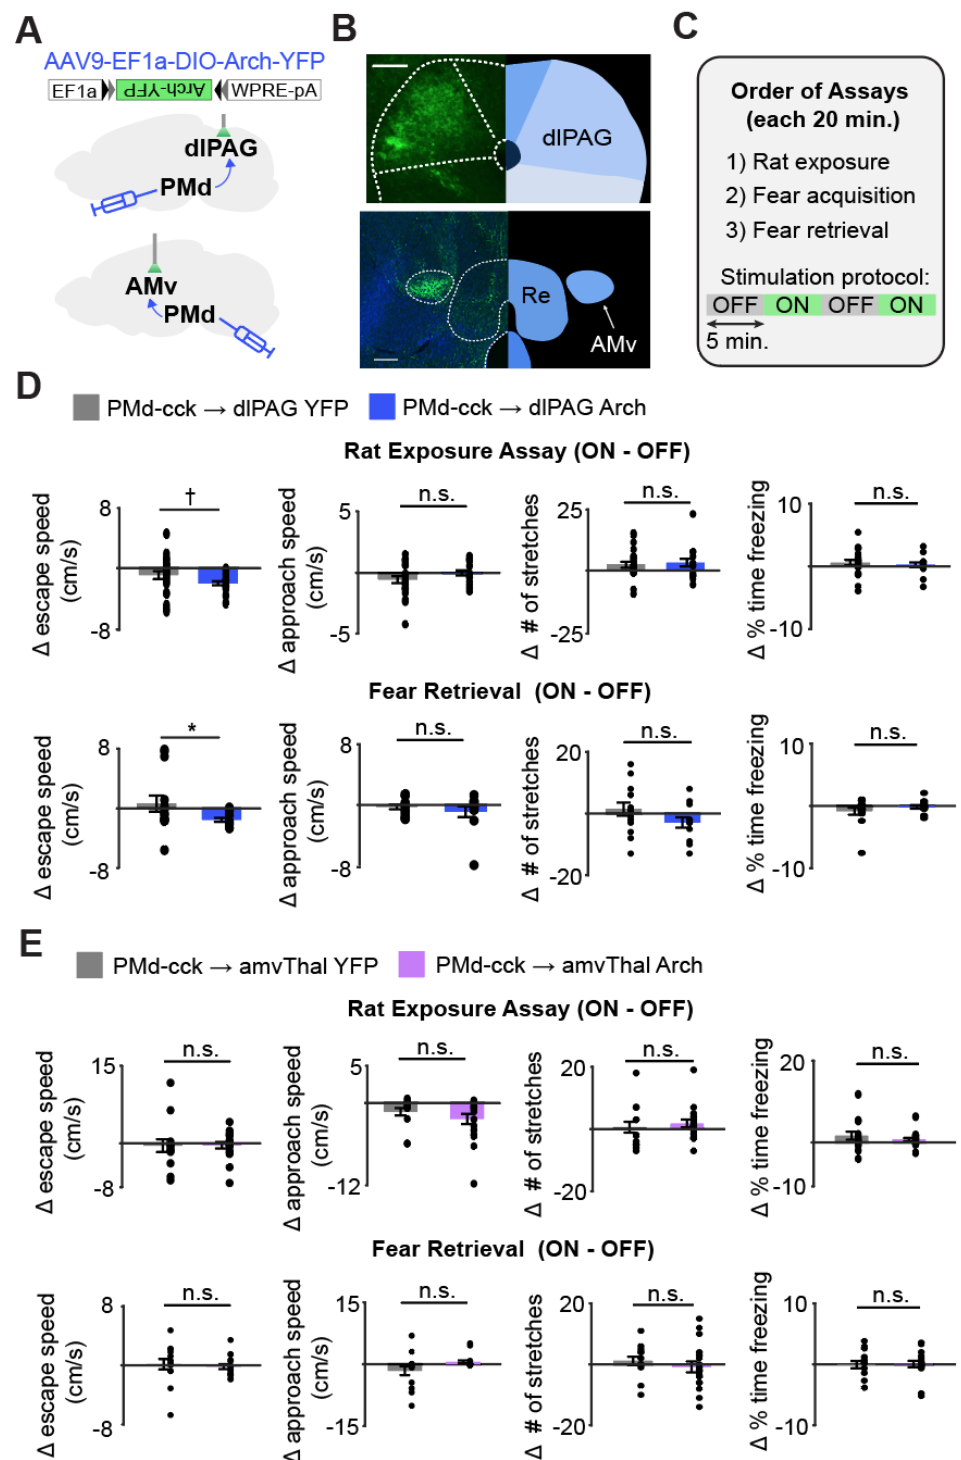 A
AAV9-EF1a-DIO-Arch-YFP
EF1a
Arch-YFP
WPRE-pA
dlPAG
PMd
AMv
PMd
B
dlPAG
Re
AMv
C
Order of Assays
(each 20 min.)
1) Rat exposure
2) Fear acquisition
3) Fear retrieval
Stimulation protocol:
OFF ON OFF ON
5 min.
D
PMd-cck → dlPAG YFP
PMd-cck → dlPAG Arch
Rat Exposure Assay (ON - OFF)
Δ escape speed
(cm/s)
8
-8
†
Δ approach speed
(cm/s)
5
-5
n.s.
Δ # of stretches
25
-25
n.s.
Δ % time freezing
10
-10
n.s.
Fear Retrieval (ON - OFF)
Δ escape speed
(cm/s)
8
-8
*
Δ approach speed
(cm/s)
8
-8
n.s.
Δ # of stretches
20
-20
n.s.
Δ % time freezing
10
-10
n.s.
E
PMd-cck → amvThal YFP
PMd-cck → amvThal Arch
Rat Exposure Assay (ON - OFF)
Δ escape speed
(cm/s)
15
-8
n.s.
Δ approach speed
(cm/s)
5
-12
n.s.
Δ # of stretches
20
-20
n.s.
Δ % time freezing
20
-10
n.s.
Fear Retrieval (ON - OFF)
Δ escape speed
(cm/s)
8
-8
n.s.
Δ approach speed
(cm/s)
15
-15
n.s.
Δ # of stretches
20
-20
n.s.
Δ % time freezing
10
-10
n.s.